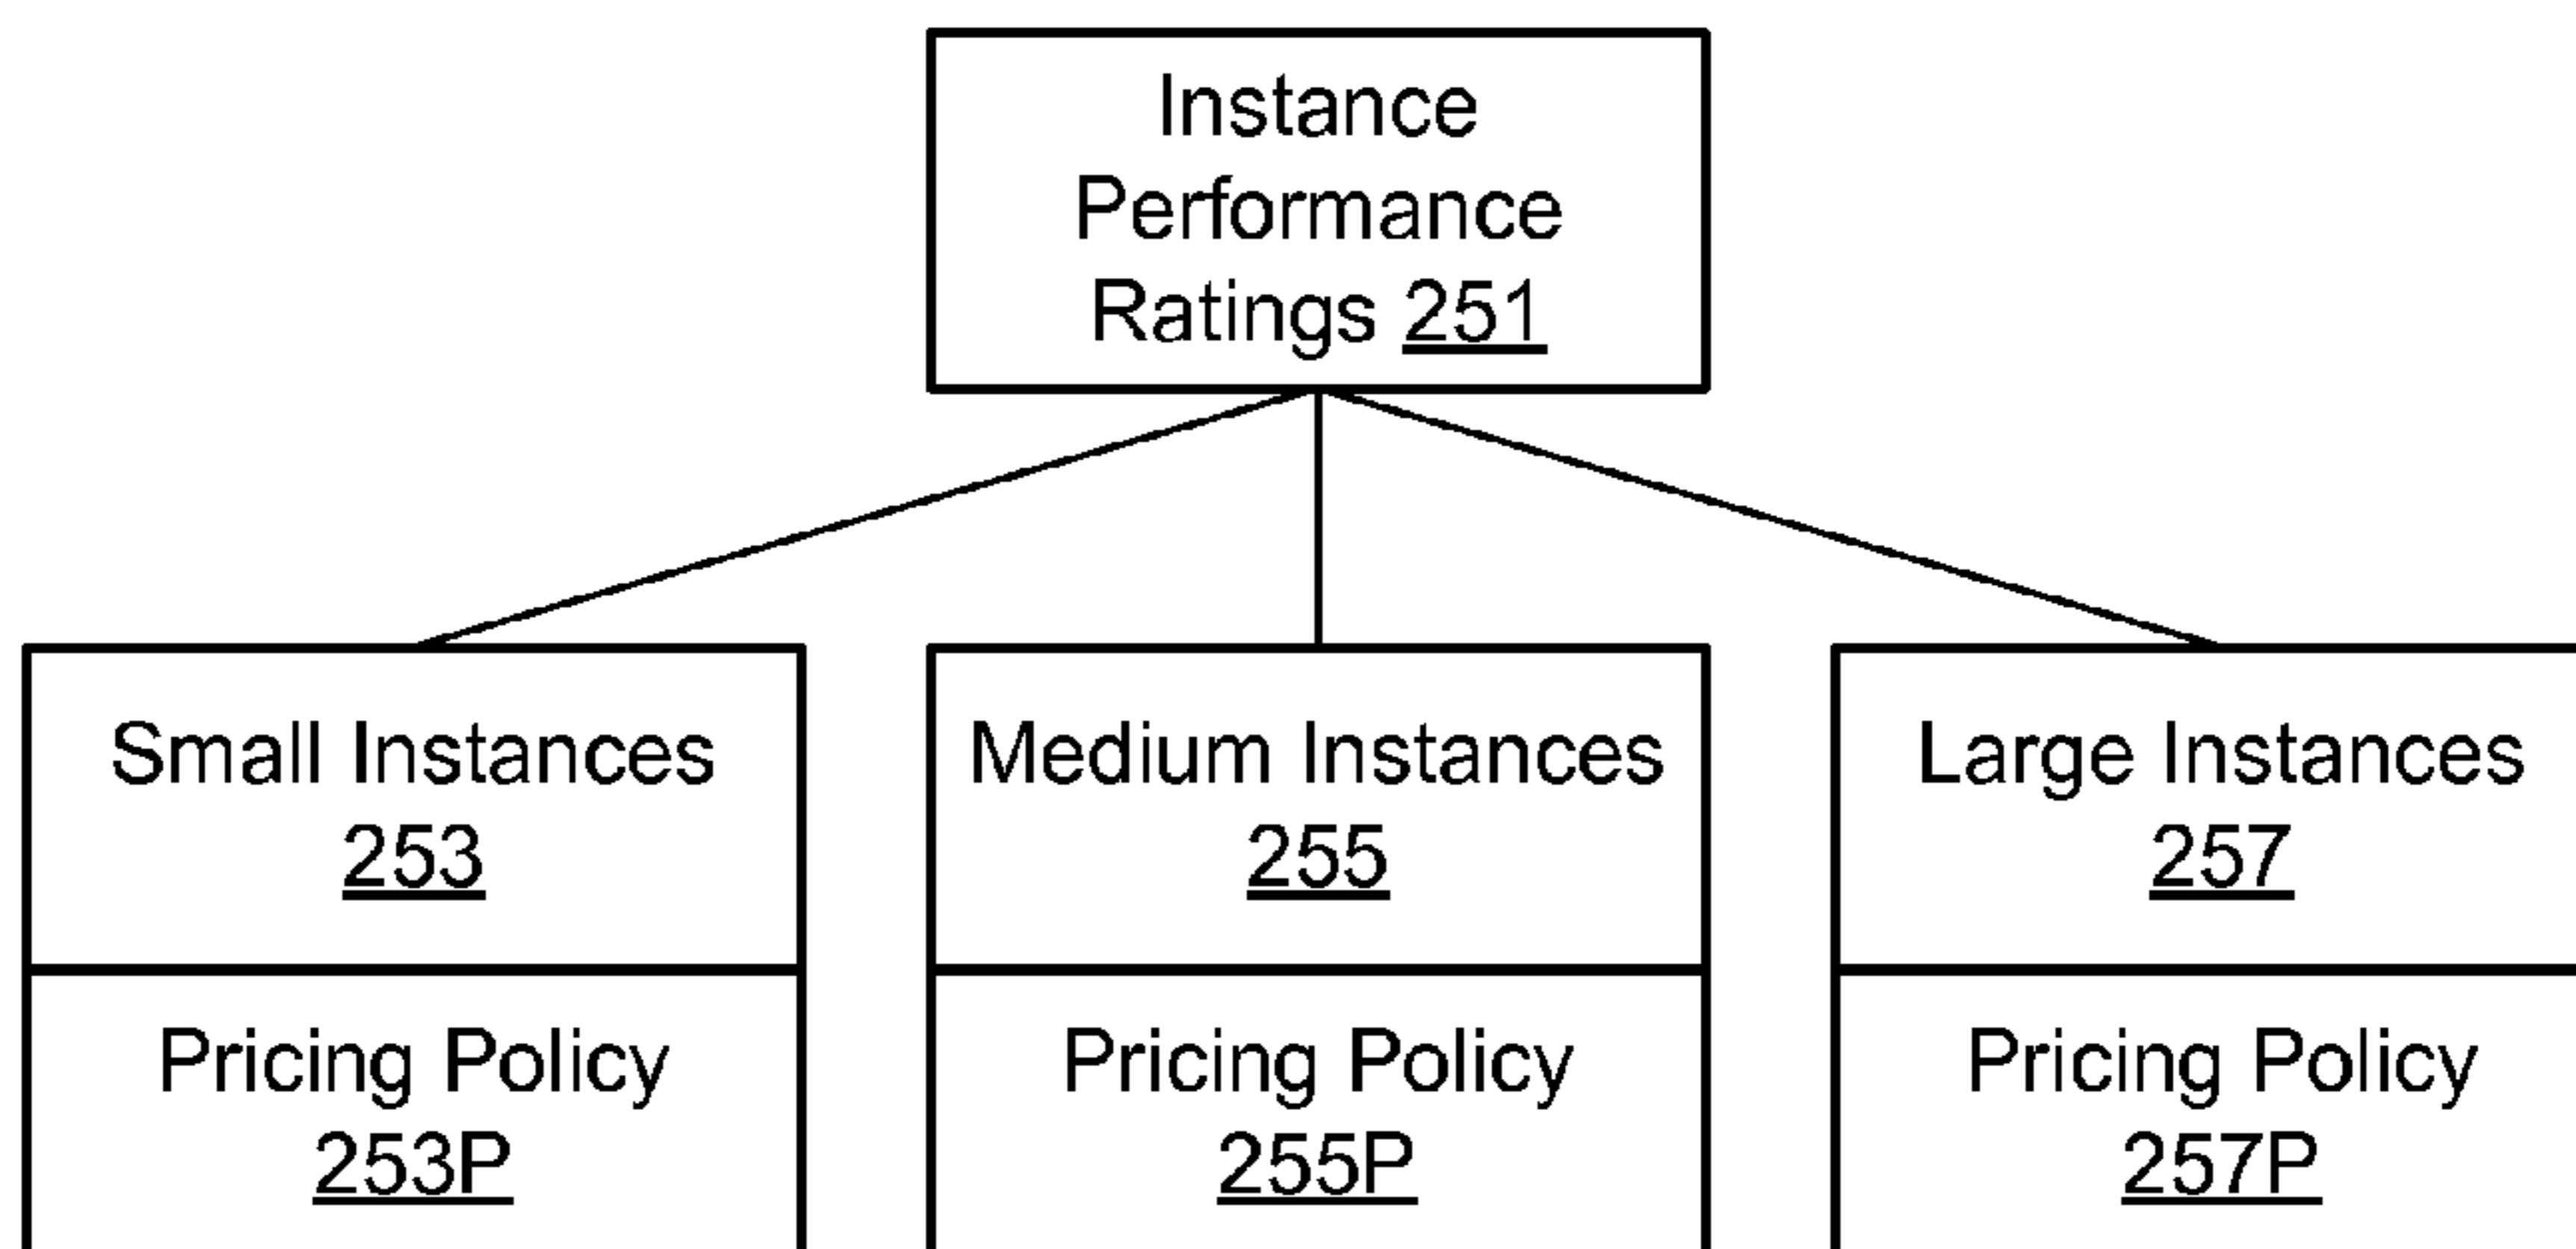 Instance
Performance
Ratings 251
Small Instances
253
Medium Instances
255
Large Instances
257
Pricing Policy
253P
Pricing Policy
255P
Pricing Policy
257P